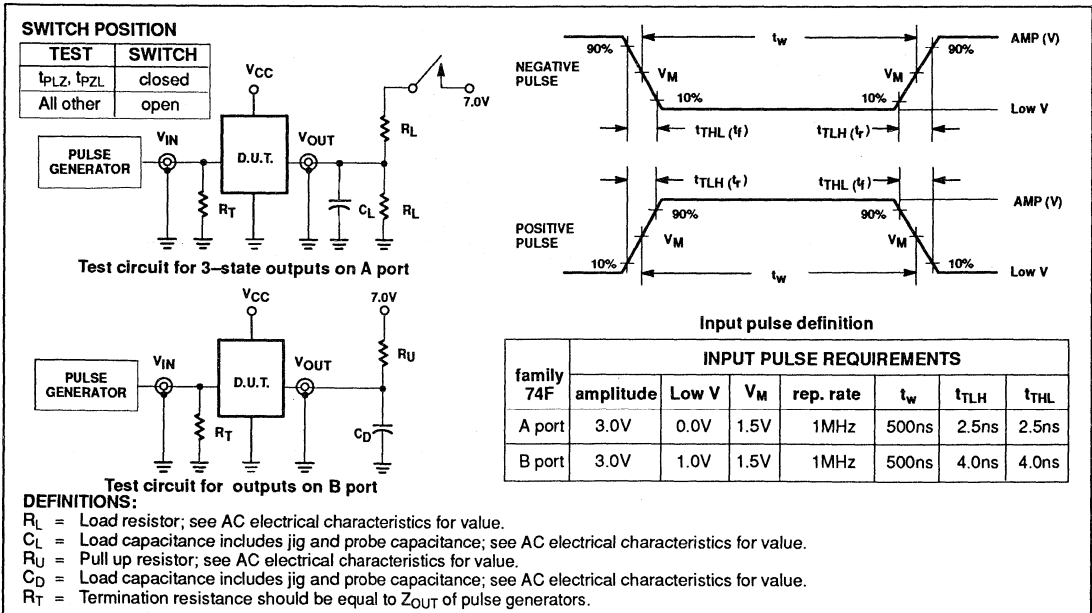 SWITCH POSITION
TEST SWITCH
tPLZ, tPZL closed
All other open
VCC
7.0V
RL
VIN
VOUT
PULSE
GENERATOR
D.U.T.
RT
CL
RL
Test circuit for 3–state outputs on A port
VCC
7.0V
RU
VIN
VOUT
PULSE
GENERATOR
D.U.T.
RT
CD
Test circuit for outputs on B port
NEGATIVE
PULSE
90%
tw
90%
AMP (V)
VM
VM
10%
10%
Low V
tTHL (tf)
tTLH (tr)
tTLH (tr)
tTHL (tf)
AMP (V)
90%
90%
POSITIVE
PULSE
VM
VM
10%
tw
10%
Low V
Input pulse definition
family
74F
INPUT PULSE REQUIREMENTS
amplitude Low V VM rep. rate tw tTLH tTHL
A port 3.0V 0.0V 1.5V 1MHz 500ns 2.5ns 2.5ns
B port 3.0V 1.0V 1.5V 1MHz 500ns 4.0ns 4.0ns
DEFINITIONS:
RL = Load resistor; see AC electrical characteristics for value.
CL = Load capacitance includes jig and probe capacitance; see AC electrical characteristics for value.
RU = Pull up resistor; see AC electrical characteristics for value.
CD = Load capacitance includes jig and probe capacitance; see AC electrical characteristics for value.
RT = Termination resistance should be equal to ZOUT of pulse generators.